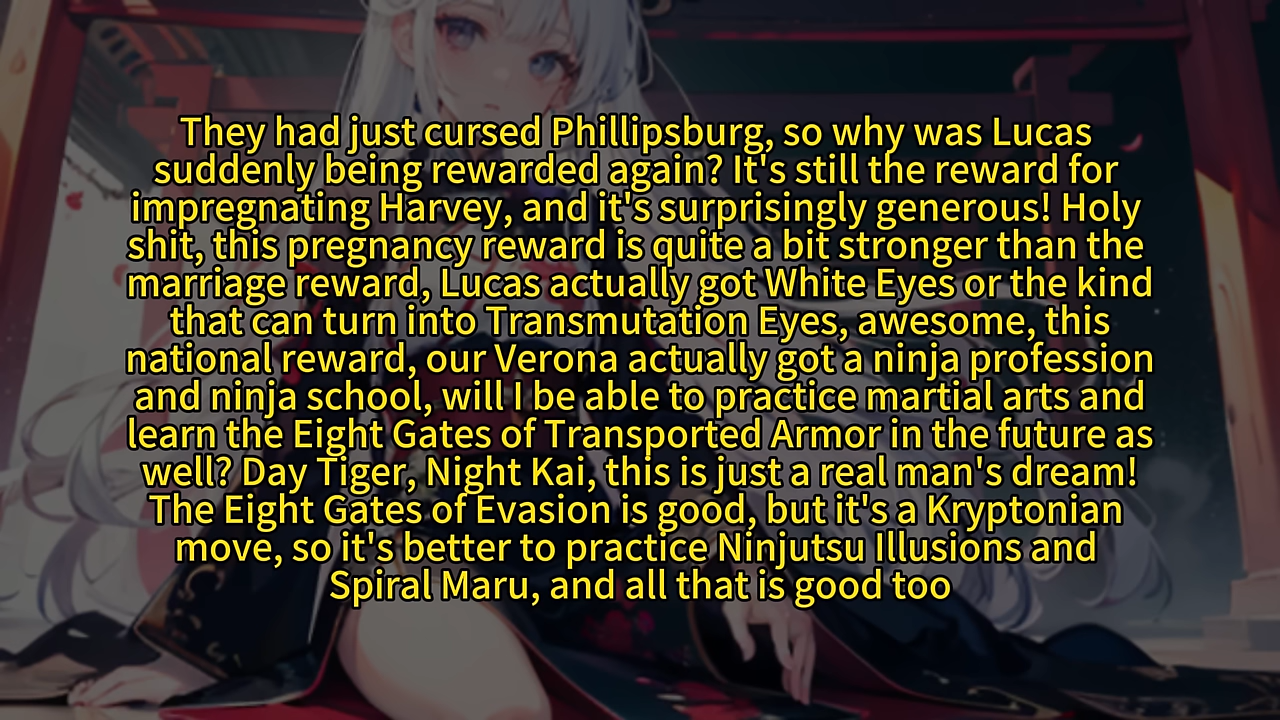 They had just cursed Phillipsburg, so why was Lucas
suddenly being rewarded again? It's still the reward for
impregnating Harvey, and it's surprisingly generous! Holy
shit, this pregnancy reward is quite a bit stronger than the
marriage reward, Lucas actually got White Eyes or the kind
that can turn into Transmutation Eyes, awesome, this
national reward, our Verona actually got a ninja profession
and ninja school, will I be able to practice martial arts and
learn the Eight Gates of Transported Armor in the future as
well? Day Tiger, Night Kai, this is just a real man's dream!
The Eight Gates of Evasion is good, but it's a Kryptonian
move, so it's better to practice Ninjutsu Illusions and
Spiral Maru, and all that is good too